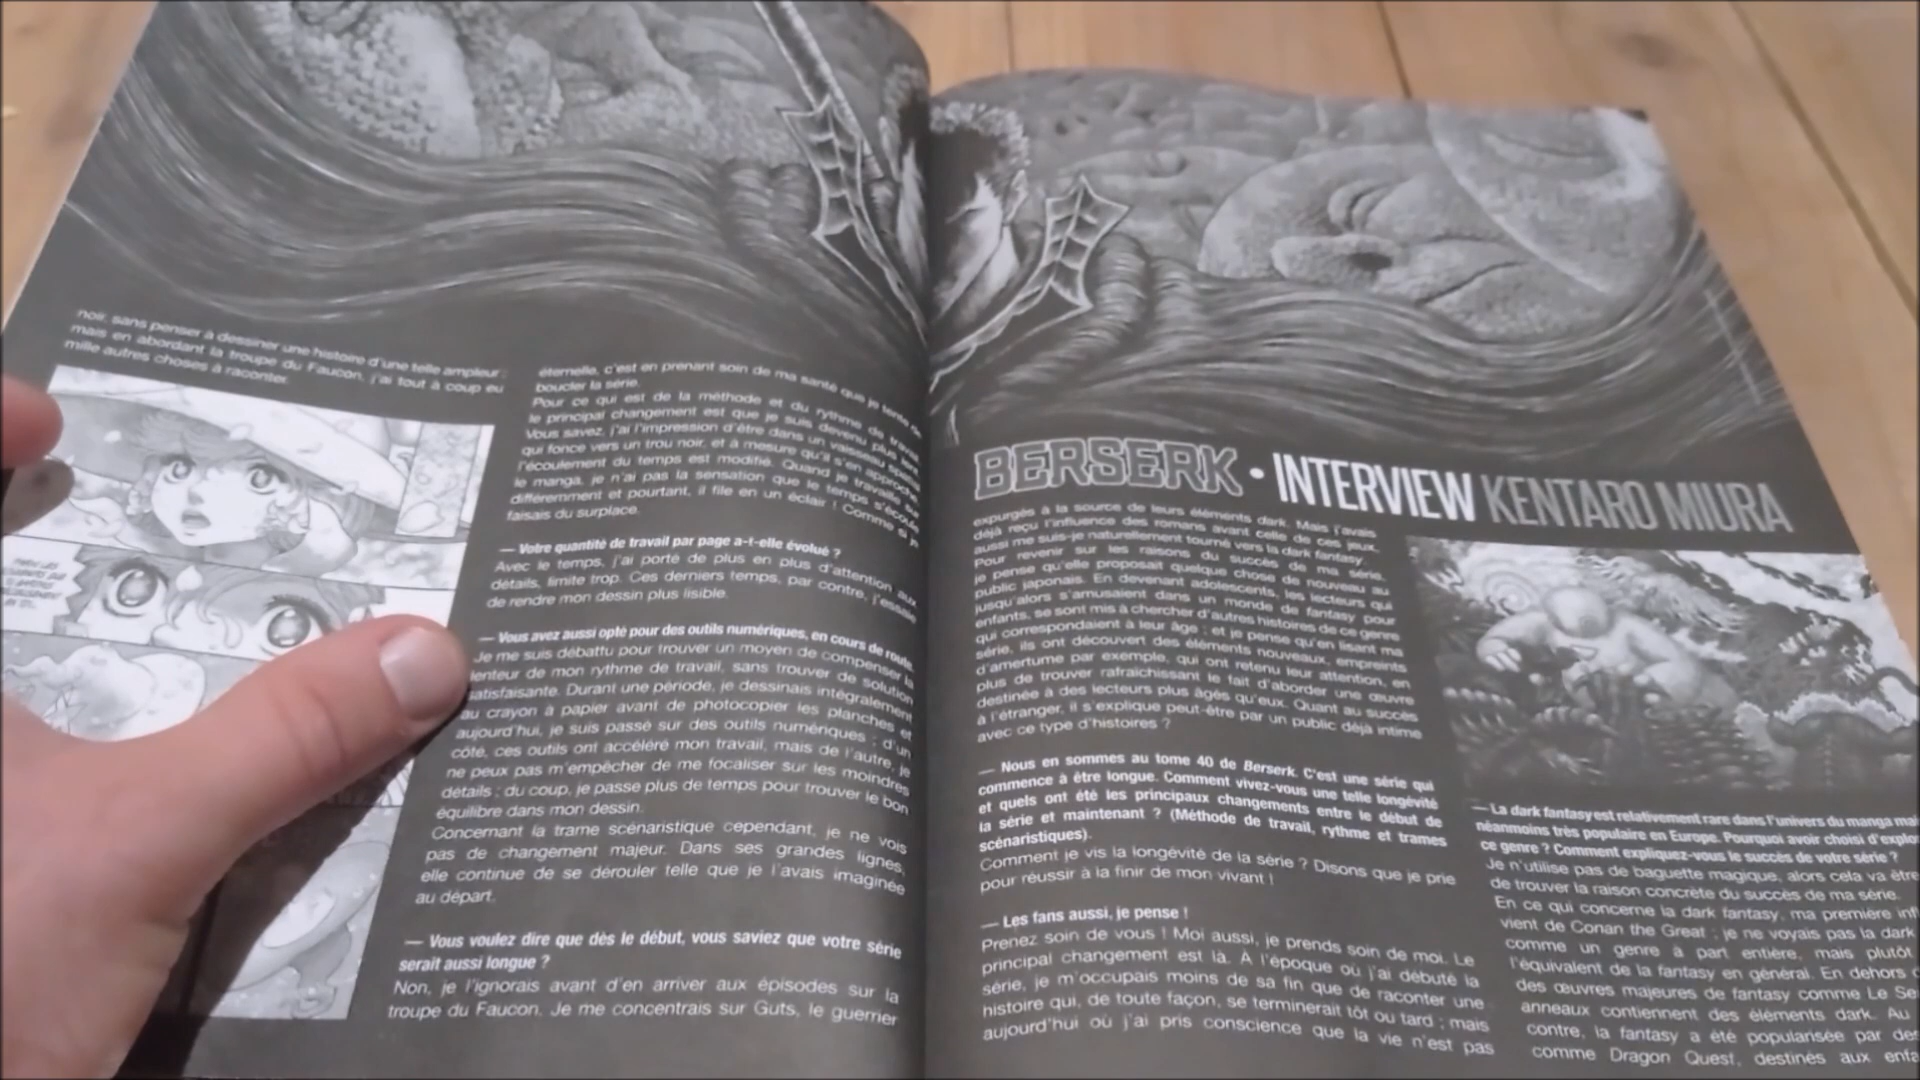 BERSERK • INTERVIEW KENTARO MIURA
— La dark fantasy est relativement rare dans l'univers du manga mais
néanmoins très populaire en Europe. Pourquoi avoir choisi d'explo
ce genre ? Comment expliquez-vous le succès de votre série ?
Je n'utilise pas de baguette magique, alors cela va être
de trouver la raison concrète du succès de ma série.
En ce qui concerne la dark fantasy, ma première inf
vient de Conan the Great ; je ne voyais pas la dark
comme un genre à part entière, mais plutôt
l'équivalent de la fantasy en général. En dehors
des œuvres majeures de fantasy comme Le Se
anneaux contiennent des éléments dark. Au
contre, la fantasy a été popularisée par des
comme Dragon Quest, destinés aux enfa
expurgés à la source de leurs éléments dark. Mais j'avais
déjà reçu l'influence des romans avant celle de ces jeux,
aussi me suis-je naturellement tourné vers la dark fantasy.
Pour revenir sur les raisons du succès de ma série,
je pense qu'elle proposait quelque chose de nouveau au
public japonais. En devenant adolescents, les lecteurs qui
jusqu'alors s'amusaient dans un monde de fantasy pour
enfants, se sont mis à chercher d'autres histoires de ce genre
qui correspondaient à leur âge ; et je pense qu'en lisant ma
série, ils ont découvert des éléments nouveaux, empreints
d'amertume par exemple, qui ont retenu leur attention, en
plus de trouver rafraîchissant le fait d'aborder une œuvre
destinée à des lecteurs plus âgés qu'eux. Quant au succès
à l'étranger, il s'explique peut-être par un public déjà intime
avec ce type d'histoires ?
— Nous en sommes au tome 40 de Berserk. C'est une série qui
commence à être longue. Comment vivez-vous une telle longévité
et quels ont été les principaux changements entre le début de
la série et maintenant ? (Méthode de travail, rythme et trames
scénaristiques).
Comment je vis la longévité de la série ? Disons que je prie
pour réussir à la finir de mon vivant !
— Les fans aussi, je pense !
Prenez soin de vous ! Moi aussi, je prends soin de moi. Le
principal changement est là. À l'époque où j'ai débuté la
série, je m'occupais moins de sa fin que de raconter une
histoire qui, de toute façon, se terminerait tôt ou tard ; mais
aujourd'hui où j'ai pris conscience que la vie n'est pas
éternelle, c'est en prenant soin de ma santé que je tente de
boucler la série.
Pour ce qui est de la méthode et du rythme de travail,
le principal changement est que je suis devenu plus lent.
Vous savez, j'ai l'impression d'être dans un vaisseau spatial
qui fonce vers un trou noir, et à mesure qu'il s'en approche
l'écoulement du temps est modifié. Quand je travaille sur
le manga, je n'ai pas la sensation que le temps s'écoule
différemment et pourtant, il file en un éclair ! Comme si je
faisais du surplace.
— Votre quantité de travail par page a-t-elle évolué ?
Avec le temps, j'ai porté de plus en plus d'attention aux
détails, limite trop. Ces derniers temps, par contre, j'essaie
de rendre mon dessin plus lisible.
— Vous avez aussi opté pour des outils numériques, en cours de route.
Je me suis débattu pour trouver un moyen de compenser la
lenteur de mon rythme de travail, sans trouver de solution
satisfaisante. Durant une période, je dessinais intégralement
au crayon à papier avant de photocopier les planches et
aujourd'hui, je suis passé sur des outils numériques ; d'un
côté, ces outils ont accéléré mon travail, mais de l'autre, je
ne peux pas m'empêcher de me focaliser sur les moindres
détails ; du coup, je passe plus de temps pour trouver le bon
équilibre dans mon dessin.
Concernant la trame scénaristique cependant, je ne vois
pas de changement majeur. Dans ses grandes lignes,
elle continue de se dérouler telle que je l'avais imaginée
au départ.
— Vous voulez dire que dès le début, vous saviez que votre série
serait aussi longue ?
Non, je l'ignorais avant d'en arriver aux épisodes sur la
troupe du Faucon. Je me concentrais sur Guts, le guerrier
noir, sans penser à dessiner une histoire d'une telle ampleur ;
mais en abordant la troupe du Faucon, j'ai tout à coup eu
mille autres choses à raconter.